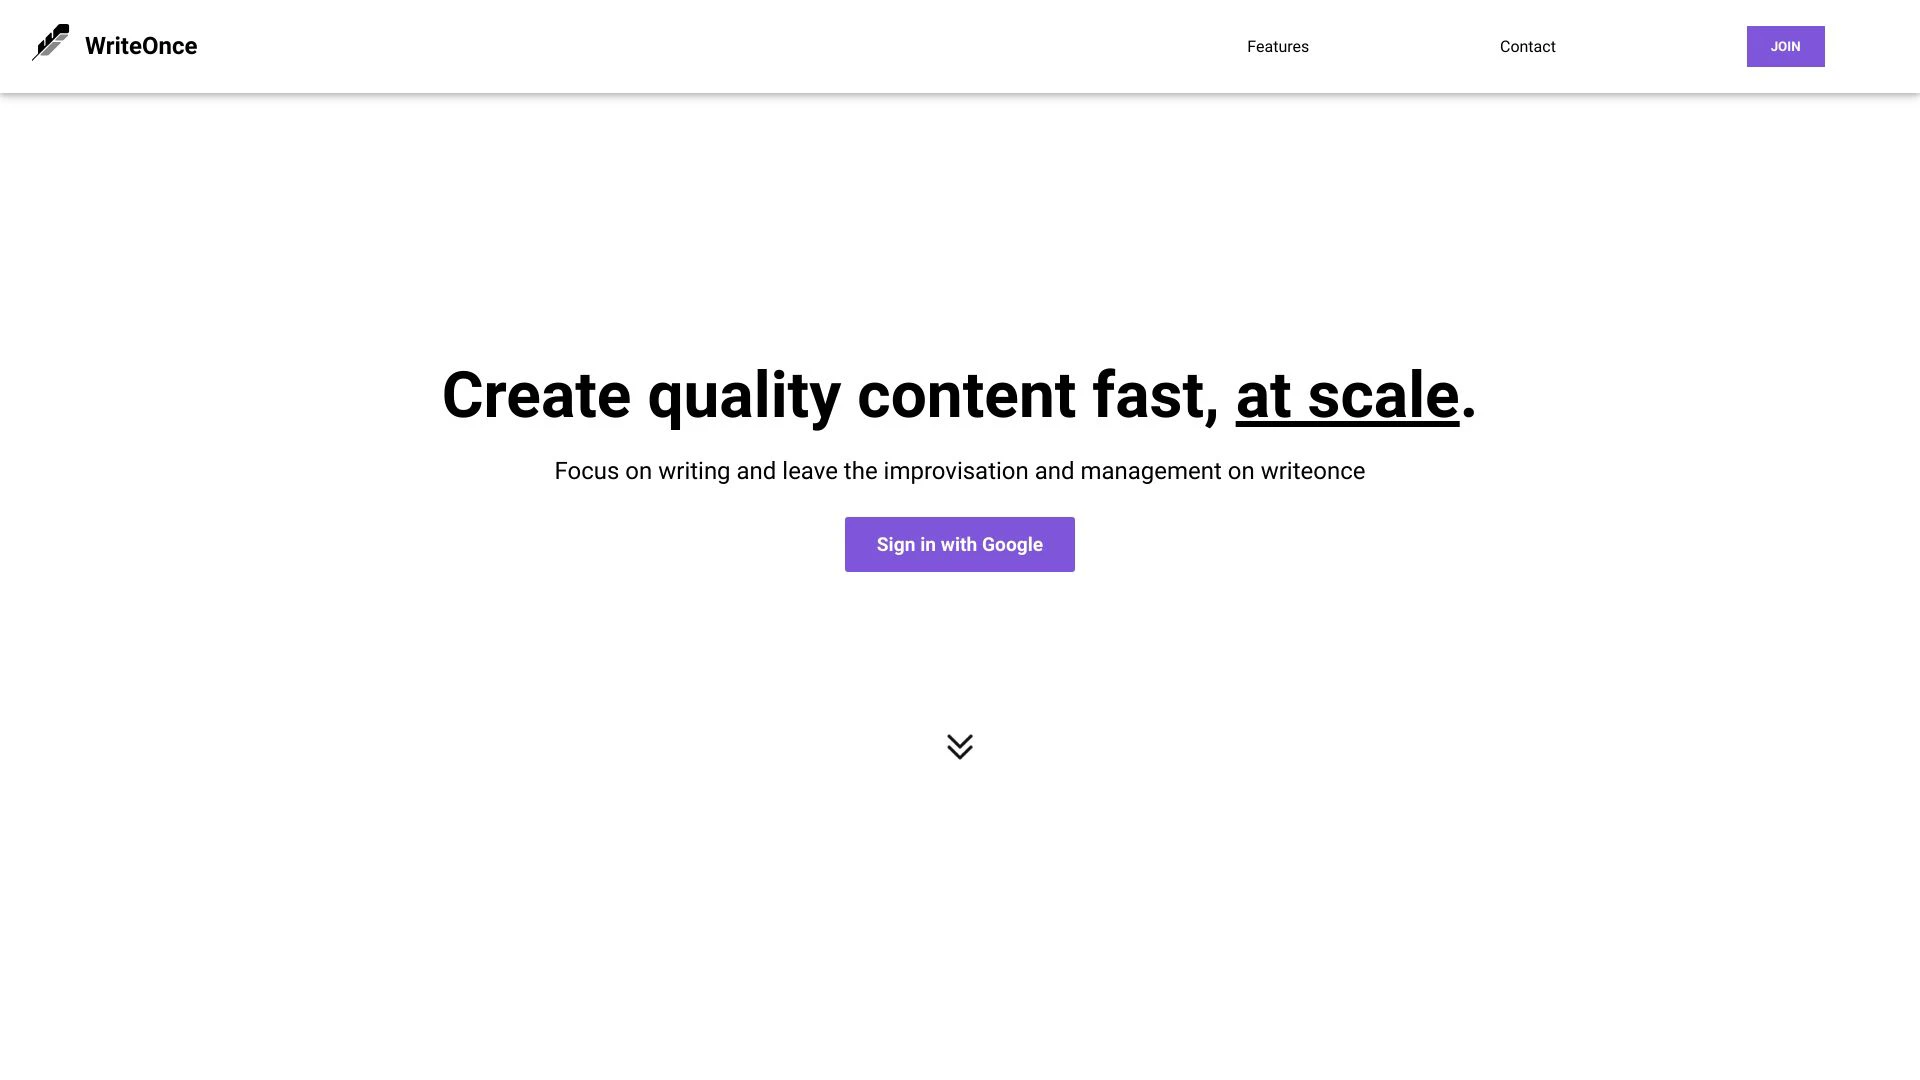 WriteOnce
Features
Contact
JOIN
Create quality content fast, at scale.
Focus on writing and leave the improvisation and management on writeonce
Sign in with Google